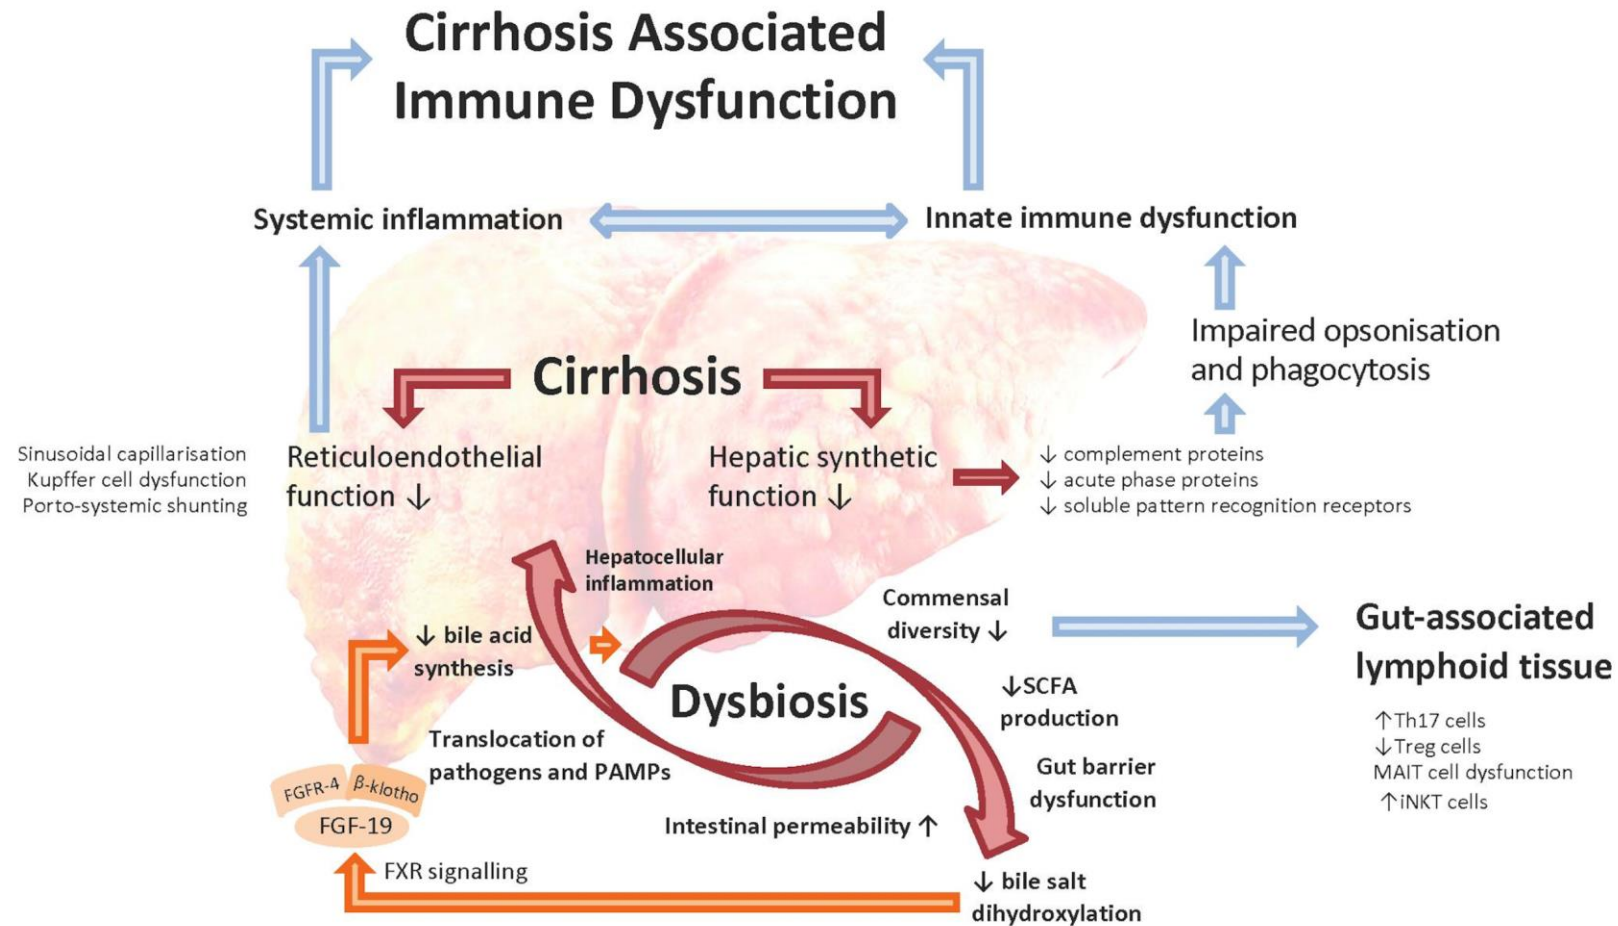 Cirrhosis Associated
Immune Dysfunction
Systemic inflammation
Innate immune dysfunction
Impaired opsonisation
and phagocytosis
Cirrhosis
Sinusoidal capillarisation
Kupffer cell dysfunction
Porto-systemic shunting
Reticuloendothelial
function ↓
Hepatic synthetic
function ↓
↓ complement proteins
↓ acute phase proteins
↓ soluble pattern recognition receptors
Hepatocellular
inflammation
Commensal
diversity ↓
Gut-associated
lymphoid tissue
↑Th17 cells
↓Treg cells
MAIT cell dysfunction
↑iNKT cells
↓ bile acid
synthesis
Dysbiosis
↓SCFA
production
Translocation of
pathogens and PAMPs
Gut barrier
dysfunction
Intestinal permeability ↑
FGFR-4
β-klotho
FGF-19
FXR signalling
↓ bile salt
dihydroxylation